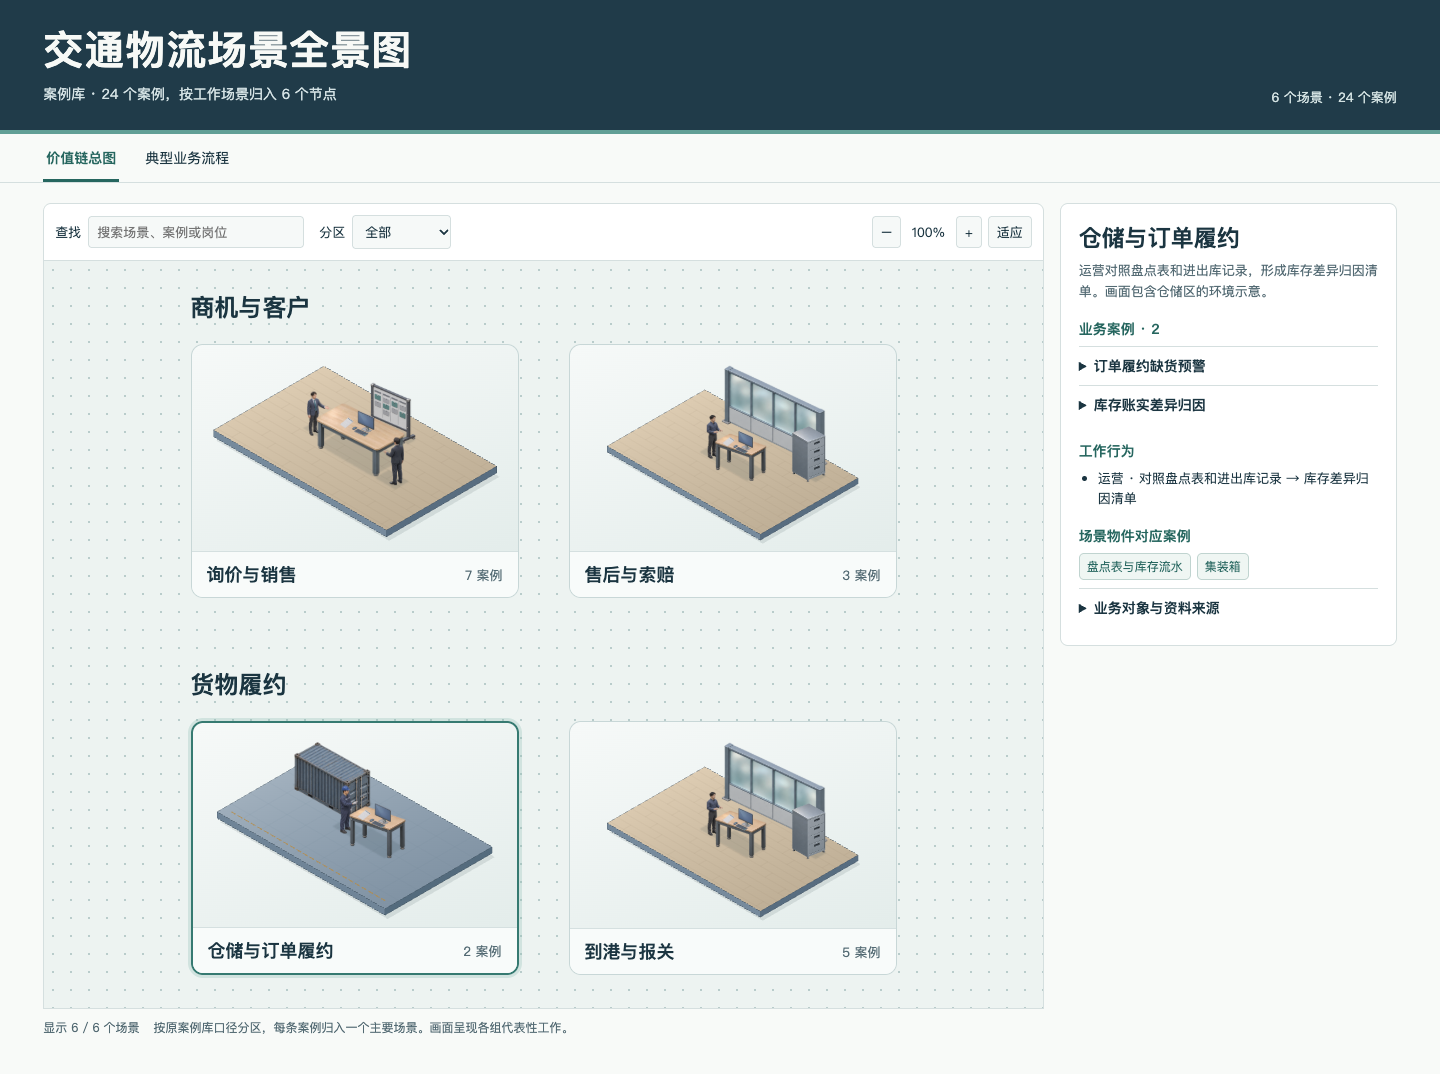 交通物流场景全景图
案例库 · 24 个案例，按工作场景归入 6 个节点
6 个场景 · 24 个案例
价值链总图
典型业务流程
查找
搜索场景、案例或岗位
分区
全部
—
100%
+
适应
商机与客户
询价与销售
7 案例
售后与索赔
3 案例
货物履约
仓储与订单履约
2 案例
到港与报关
5 案例
显示 6 / 6 个场景 按原案例库口径分区，每条案例归入一个主要场景。画面呈现各组代表性工作。
仓储与订单履约
运营对照盘点表和进出库记录，形成库存差异归因清
单。画面包含仓储区的环境示意。
业务案例 · 2
订单履约缺货预警
库存账实差异归因
工作行为
运营 · 对照盘点表和进出库记录 → 库存差异归
因清单
场景物件对应案例
盘点表与库存流水
集装箱
业务对象与资料来源